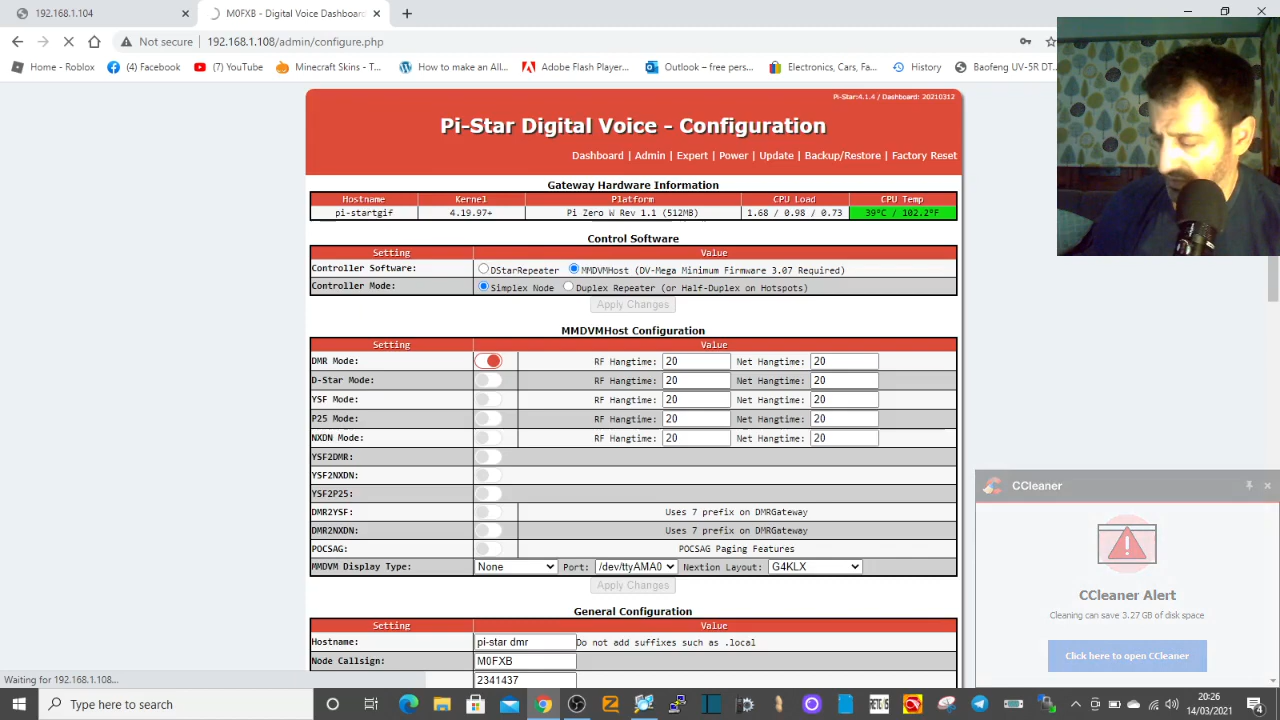 192.168.1.104
M0FXB - Digital Voice Dashboard
Not secure
192.168.1.108/admin/configure.php
Home - Roblox
(4) Facebook
(7) YouTube
Minecraft Skins - T...
How to make an All...
Adobe Flash Player...
Outlook – free pers...
Electronics, Cars, Fa...
History
Baofeng UV-5R DT
Pi-Star:4.1.4 / Dashboard: 20210312
Pi-Star Digital Voice - Configuration
Dashboard | Admin | Expert | Power | Update | Backup/Restore | Factory Reset
Gateway Hardware Information
Hostname Kernel Platform CPU Load CPU Temp
pi-startgif 4.19.97+ Pi Zero W Rev 1.1 (512MB) 1.68 / 0.98 / 0.73 39°C / 102.2°F
Control Software
Setting Value
Controller Software: DStarRepeater MMDVMHost (DV-Mega Minimum Firmware 3.07 Required)
Controller Mode: Simplex Node Duplex Repeater (or Half-Duplex on Hotspots)
Apply Changes
MMDVMHost Configuration
Setting Value
DMR Mode: RF Hangtime: 20 Net Hangtime: 20
D-Star Mode: RF Hangtime: 20 Net Hangtime: 20
YSF Mode: RF Hangtime: 20 Net Hangtime: 20
P25 Mode: RF Hangtime: 20 Net Hangtime: 20
NXDN Mode: RF Hangtime: 20 Net Hangtime: 20
YSF2DMR:
YSF2NXDN:
YSF2P25:
DMR2YSF: Uses 7 prefix on DMRGateway
DMR2NXDN: Uses 7 prefix on DMRGateway
POCSAG: POCSAG Paging Features
MMDVM Display Type: None Port: /dev/ttyAMA0 Nextion Layout: G4KLX
Apply Changes
General Configuration
Setting Value
Hostname: pi-star dmr Do not add suffixes such as .local
Node Callsign: M0FXB
2341437
CCleaner
CCleaner Alert
Cleaning can save 3.27 GB of disk space
Click here to open CCleaner
Waiting for 192.168.1.108...
Type here to search
20:26
14/03/2021
4